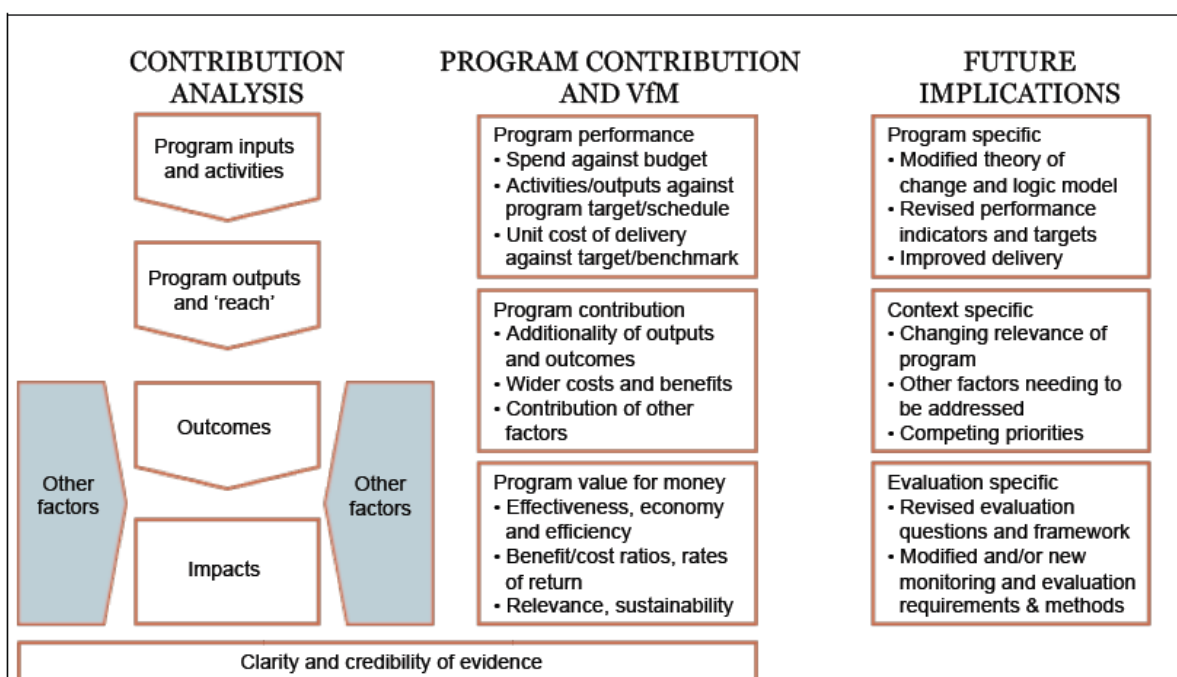 CONTRIBUTION
ANALYSIS
Program inputs
and activities
Program outputs
and ‘reach’
Outcomes
Impacts
Other
factors
Other
factors
PROGRAM CONTRIBUTION
AND VfM
Program performance
• Spend against budget
• Activities/outputs against
program target/schedule
• Unit cost of delivery
against target/benchmark
Program contribution
• Additionality of outputs
and outcomes
• Wider costs and benefits
• Contribution of other
factors
Program value for money
• Effectiveness, economy
and efficiency
• Benefit/cost ratios, rates
of return
• Relevance, sustainability
FUTURE
IMPLICATIONS
Program specific
• Modified theory of
change and logic model
• Revised performance
indicators and targets
• Improved delivery
Context specific
• Changing relevance of
program
• Other factors needing to
be addressed
• Competing priorities
Evaluation specific
• Revised evaluation
questions and framework
• Modified and/or new
monitoring and evaluation
requirements & methods
Clarity and credibility of evidence